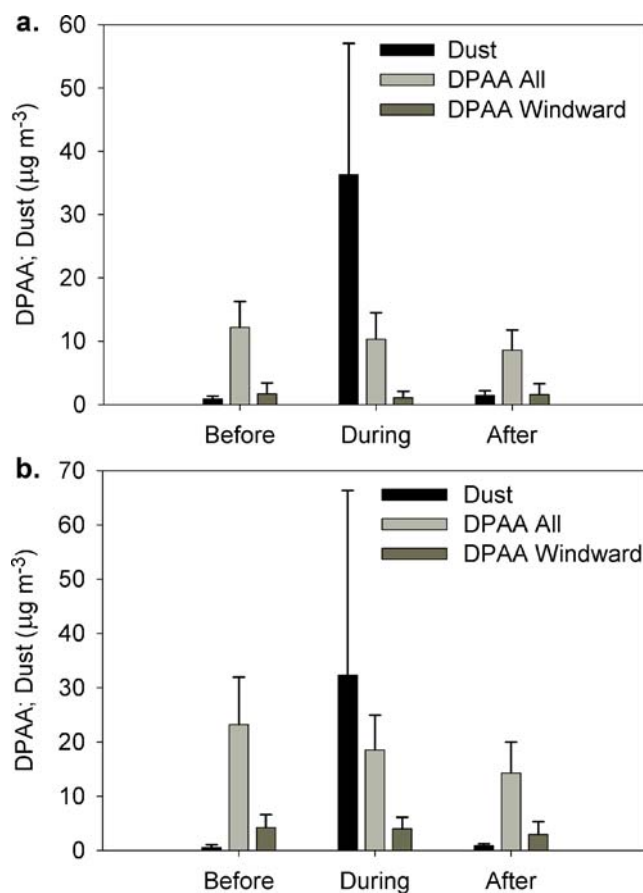 a.
60
50
40
30
20
10
0
DPAA; Dust (µg m-3)
Dust
DPAA All
DPAA Windward
Before During After
b.
70
60
50
40
30
20
10
0
DPAA; Dust (µg m-3)
Dust
DPAA All
DPAA Windward
Before During After